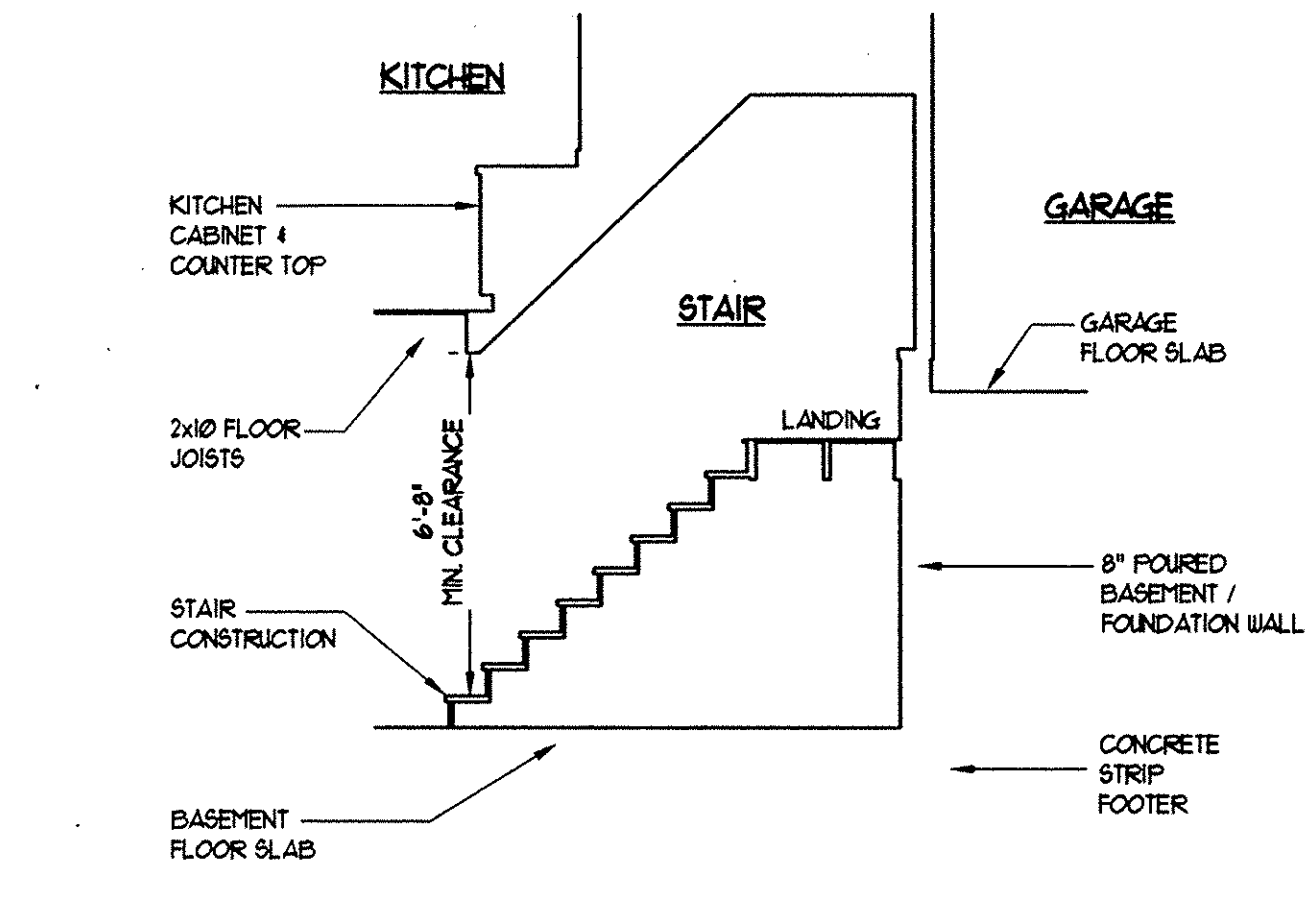 KITCHEN
KITCHEN
CABINET &
COUNTER TOP
GARAGE
STAIR
GARAGE
FLOOR SLAB
2x10 FLOOR
JOISTS
LANDING
6'-8"
MIN. CLEARANCE
8" POURED
BASEMENT /
FOUNDATION WALL
STAIR
CONSTRUCTION
CONCRETE
STRIP
FOOTER
BASEMENT
FLOOR SLAB